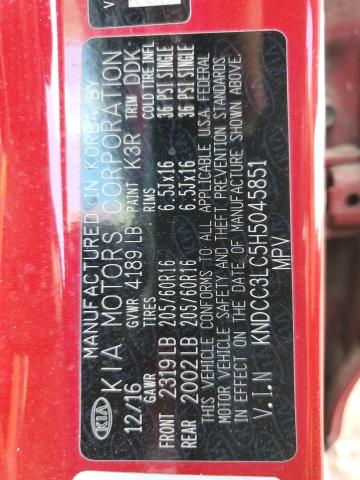 V
KIA
MANUFACTURED IN KOREA BY
KIA MOTORS CORPORATION
12/16 GVWR 4189 LB PAINT K3R TRIM DDK
GAWR TIRES RIMS COLD TIRE INFL
FRONT 2319 LB 205/60R16 6.5JX16 36 PSI SINGLE
REAR 2002 LB 205/60R16 6.5JX16 36 PSI SINGLE
THIS VEHICLE CONFORMS TO ALL APPLICABLE U.S.A. FEDERAL
MOTOR VEHICLE SAFETY AND THEFT PREVENTION STANDARDS
IN EFFECT ON THE DATE OF MANUFACTURE SHOWN ABOVE.
V.I.N KNDCC3LC5H5045851
MPV